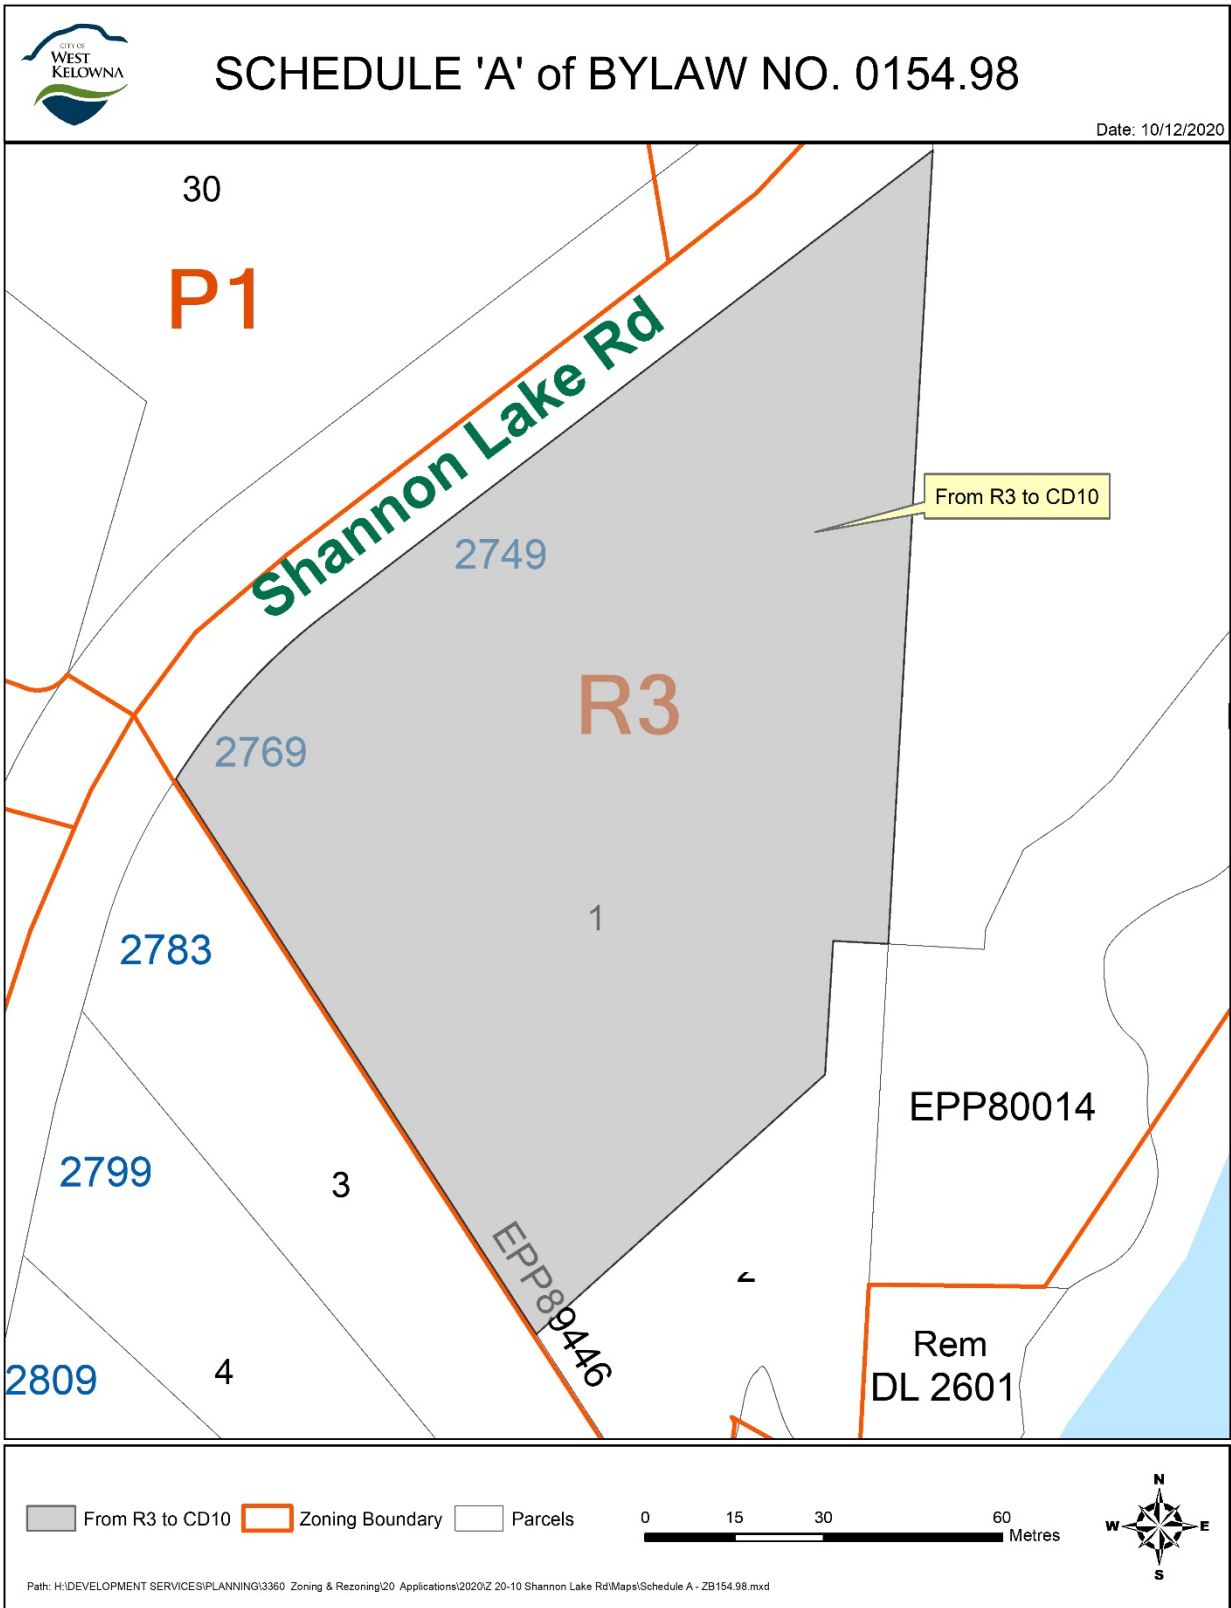 CITY OF
WEST
KELOWNA
SCHEDULE 'A' of BYLAW NO. 0154.98
Date: 10/12/2020
30
P1
Shannon Lake Rd
From R3 to CD10
2749
R3
2769
1
2783
EPP80014
2799
3
EPP89446
2
Rem
DL 2601
2809
4
From R3 to CD10
Zoning Boundary
Parcels
0 15 30 60
Metres
N
W E
S
Path: H:\DEVELOPMENT SERVICES\PLANNING\3360 Zoning & Rezoning\20 Applications\2020\Z 20-10 Shannon Lake Rd\Maps\Schedule A - ZB154.98.mxd